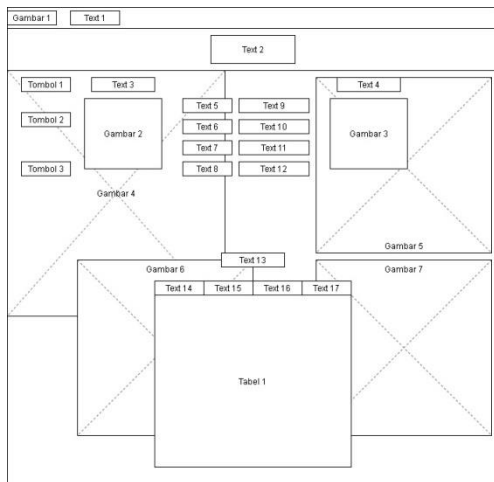 Gambar 1
Text 1
Text 2
Tombol 1
Text 3
Text 4
Tombol 2
Gambar 2
Text 5
Text 9
Gambar 3
Text 6
Text 10
Text 7
Text 11
Tombol 3
Text 8
Text 12
Gambar 4
Gambar 5
Text 13
Gambar 6
Gambar 7
Text 14
Text 15
Text 16
Text 17
Tabel 1